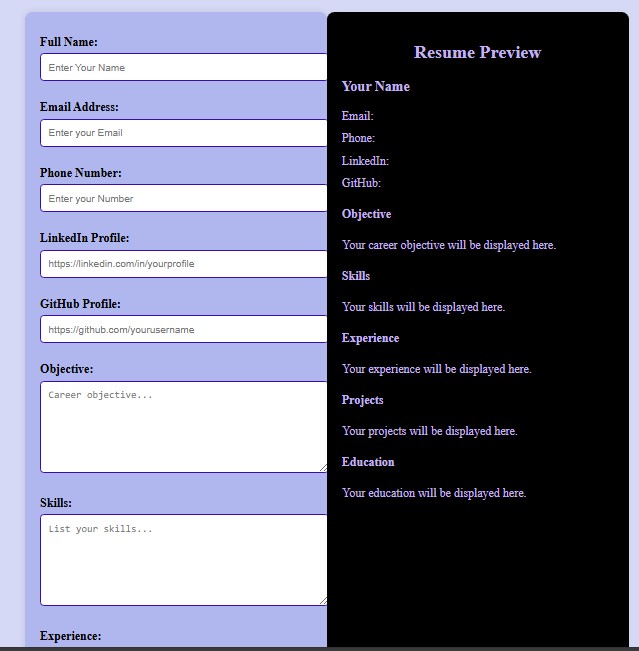 Full Name:
Enter Your Name
Email Address:
Enter your Email
Phone Number:
Enter your Number
LinkedIn Profile:
https://linkedin.com/in/yourprofile
GitHub Profile:
https://github.com/yourusername
Objective:
Career objective...
Skills:
List your skills...
Experience:
Resume Preview
Your Name
Email:
Phone:
LinkedIn:
GitHub:
Objective
Your career objective will be displayed here.
Skills
Your skills will be displayed here.
Experience
Your experience will be displayed here.
Projects
Your projects will be displayed here.
Education
Your education will be displayed here.